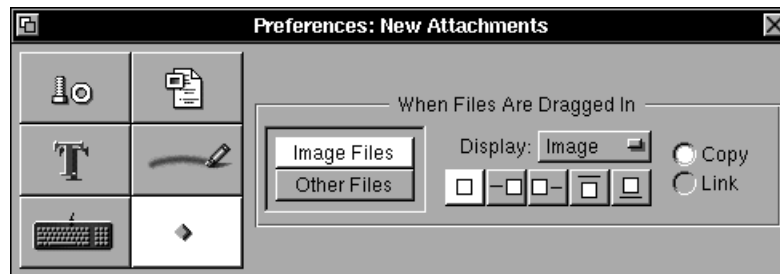 Preferences: New Attachments
When Files Are Dragged In
Image Files
Other Files
Display: Image
Copy
Link
T